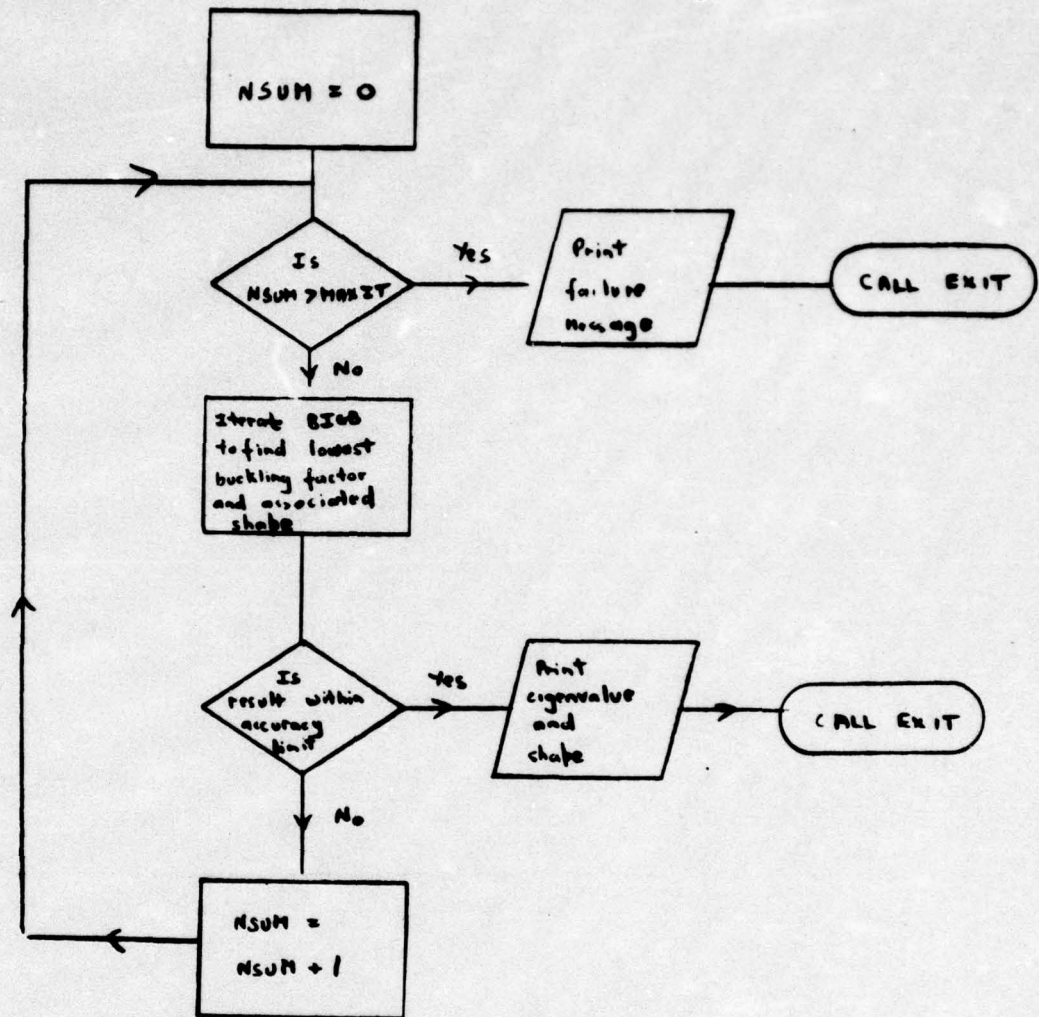 NSUM = 0
Is
NSUM > MAXIT
Yes
Print
failure
message
CALL EXIT
No
Iterate BIGB
to find lowest
buckling factor
and associated
shape
Is
result within
accuracy
limit
Yes
Print
eigenvalue
and
shape
CALL EXIT
No
NSUM =
NSUM + 1